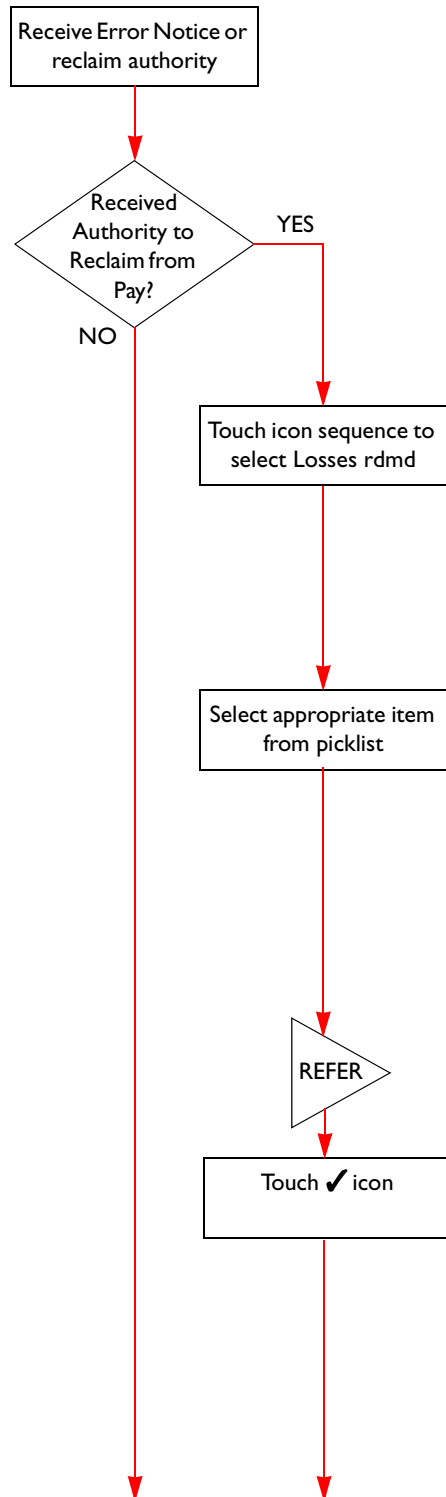 Receive Error Notice or
reclaim authority
Received
Authority to
Reclaim from
Pay?
YES
NO
Touch icon sequence to
select Losses rdmd
Select appropriate item
from picklist
REFER
Touch ✓ icon